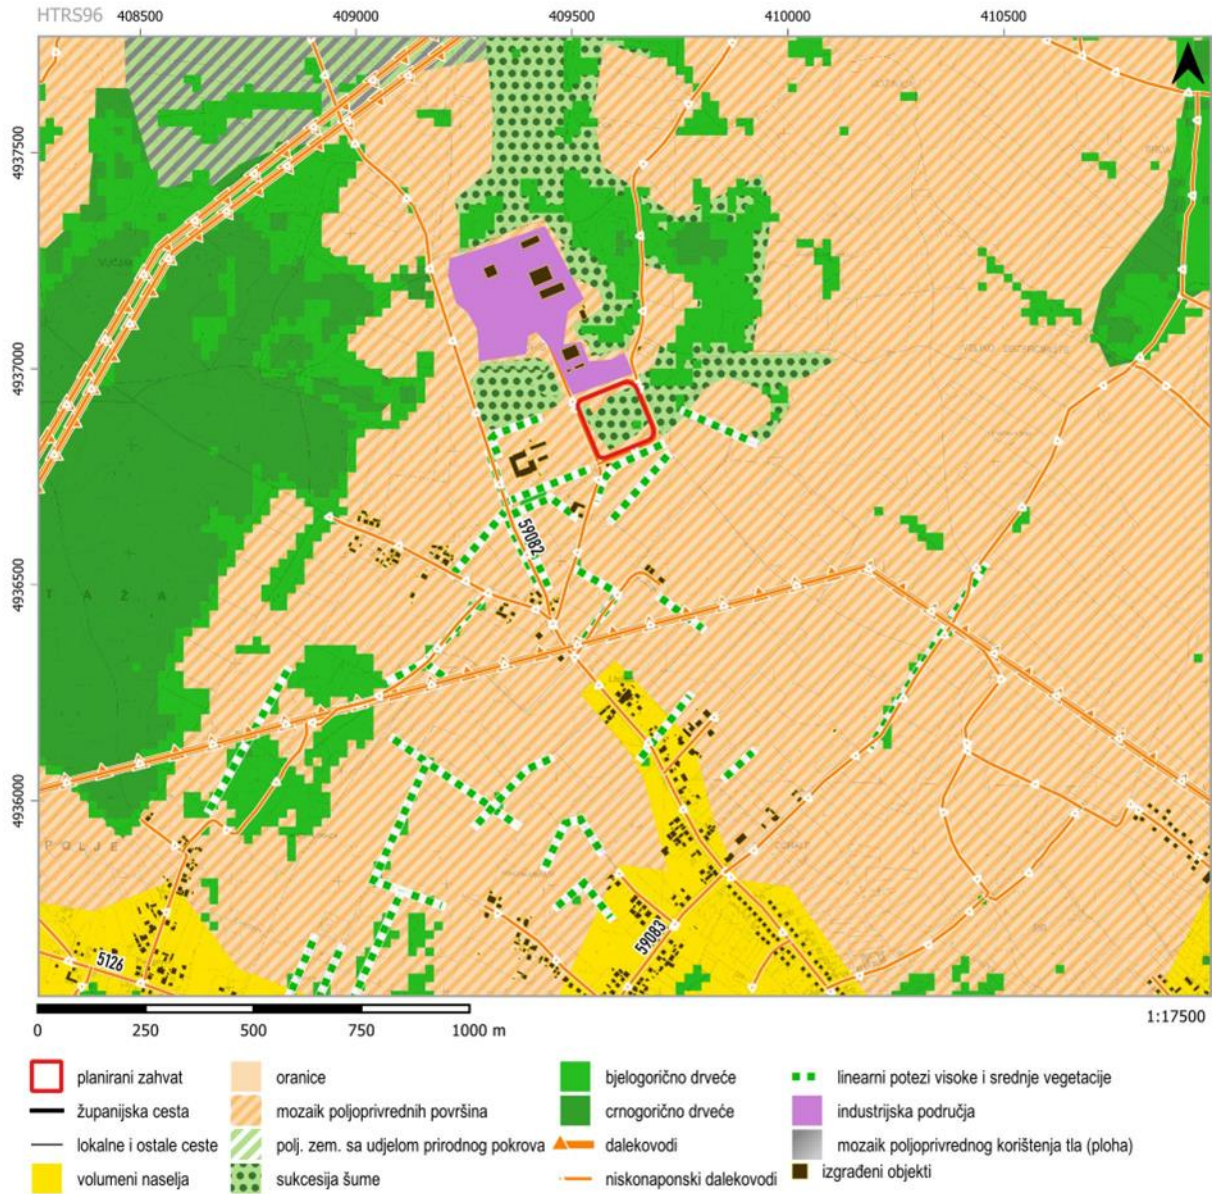 HTRS96
408500 409000 409500 410000 410500
4937500
4937000
4936500
4936000
59082
T A Ž A
P O L J E
5126
59083
0 250 500 750 1000 m
1:17500
planirani zahvat
županijska cesta
lokalne i ostale ceste
volumeni naselja
oranice
mozaik poljoprivrednih površina
polj. zem. sa udjelom prirodnog pokrova
sukcesija šume
bjelogorično drveće
crnogorično drveće
dalekovodi
niskonaponski dalekovodi
linearni potezi visoke i srednje vegetacije
industrijska područja
mozaik poljoprivrednog korištenja tla (ploha)
izgrađeni objekti